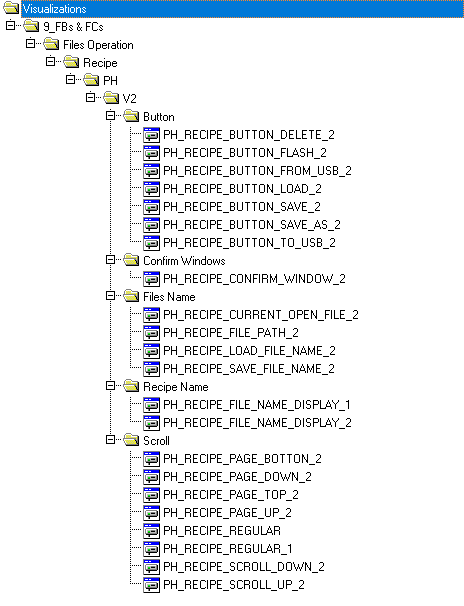 Visualizations
9_FBs & FCs
Files Operation
Recipe
PH
V2
Button
PH_RECIPE_BUTTON_DELETE_2
PH_RECIPE_BUTTON_FLASH_2
PH_RECIPE_BUTTON_FROM_USB_2
PH_RECIPE_BUTTON_LOAD_2
PH_RECIPE_BUTTON_SAVE_2
PH_RECIPE_BUTTON_SAVE_AS_2
PH_RECIPE_BUTTON_TO_USB_2
Confirm Windows
PH_RECIPE_CONFIRM_WINDOW_2
Files Name
PH_RECIPE_CURRENT_OPEN_FILE_2
PH_RECIPE_FILE_PATH_2
PH_RECIPE_LOAD_FILE_NAME_2
PH_RECIPE_SAVE_FILE_NAME_2
Recipe Name
PH_RECIPE_FILE_NAME_DISPLAY_1
PH_RECIPE_FILE_NAME_DISPLAY_2
Scroll
PH_RECIPE_PAGE_BOTTON_2
PH_RECIPE_PAGE_DOWN_2
PH_RECIPE_PAGE_TOP_2
PH_RECIPE_PAGE_UP_2
PH_RECIPE_REGULAR
PH_RECIPE_REGULAR_1
PH_RECIPE_SCROLL_DOWN_2
PH_RECIPE_SCROLL_UP_2